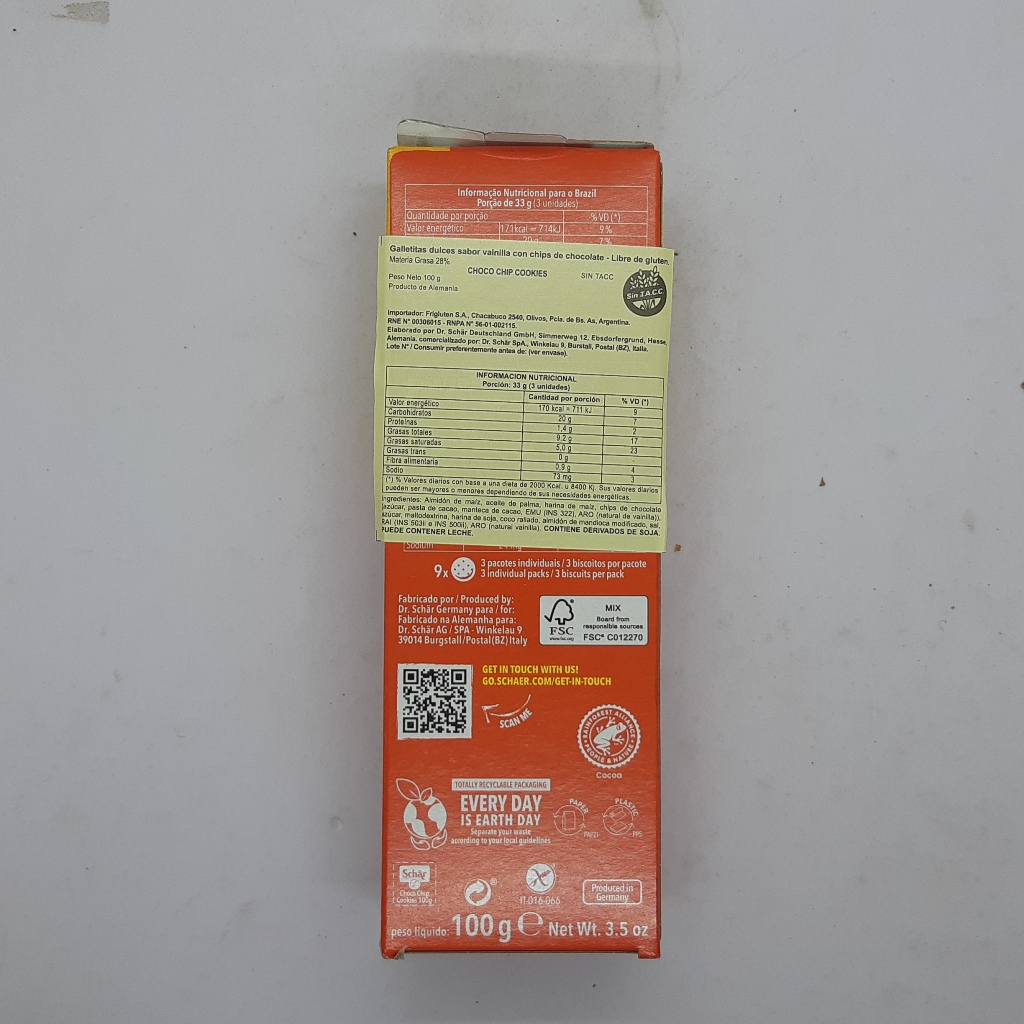 Informação Nutricional para o Brazil
Porção de 33 g (3 unidades)
Quantidade por porção % VD (*)
Valor energético 171kcal = 714kJ 9%
20 g 7%
Galletitas dulces sabor vainilla con chips de chocolate - Libre de gluten.
Materia Grasa 28%
CHOCO CHIP COOKIES SIN TACC
Peso Neto 100 g
Producto de Alemania
Sin T.A.C.C.
Importador: Frigluten S.A., Chacabuco 2540, Olivos, Pcia. de Bs. As, Argentina.
RNE N° 00306015 - RNPA N° 56-01-002115.
Elaborado por Dr. Schär Deutschland GmbH, Simmerweg 12, Ebsdorfergrund, Hesse,
Alemania. comercializado por: Dr. Schär SpA., Winkelau 9, Burstall, Postal (BZ), Italia.
Lote N° / Consumir preferentemente antes de: (ver envase).
INFORMACION NUTRICIONAL
Porción: 33 g (3 unidades)
Cantidad por porción % VD (*)
Valor energético 170 kcal = 711 kJ 9
Carbohidratos 20 g 7
Proteínas 1,4 g 2
Grasas totales 9,2 g 17
Grasas saturadas 5,0 g 23
Grasas trans 0 g -
Fibra alimentaria 0,9 g 4
Sodio 73 mg 3
(*) % Valores diarios con base a una dieta de 2000 Kcal. u 8400 Kj. Sus valores diarios
pueden ser mayores o menores dependiendo de sus necesidades energéticas.
Ingredientes: Almidón de maíz, aceite de palma, harina de maíz, chips de chocolate
(azúcar, pasta de cacao, manteca de cacao, EMU (INS 322), ARO (natural de vainilla)),
azúcar, maltodextrina, harina de soja, coco rallado, almidón de mandioca modificado, sal,
RAI (INS 503ii e INS 500ii), ARO (natural vainilla). CONTIENE DERIVADOS DE SOJA.
PUEDE CONTENER LECHE.
9x
3 pacotes individuais / 3 biscoitos por pacote
3 individual packs / 3 biscuits per pack
Fabricado por / Produced by:
Dr. Schär Germany para / for:
Fabricado na Alemanha para:
Dr. Schär AG / SPA - Winkelau 9
39014 Burgstall/Postal(BZ) Italy
FSC
www.fsc.org
MIX
Board from
responsible sources
FSC® C012270
GET IN TOUCH WITH US!
GO.SCHAER.COM/GET-IN-TOUCH
SCAN ME
RAINFOREST ALLIANCE
PEOPLE & NATURE
Cocoa
TOTALLY RECYCLABLE PACKAGING
EVERY DAY
IS EARTH DAY
Separate your waste
according to your local guidelines
PAPER
PAP21
PLASTIC
PP5
Schär
Choco Chip
Cookies 100g
IT-016-066
Produced in
Germany
peso líquido: 100 g ℮ Net Wt. 3.5 oz